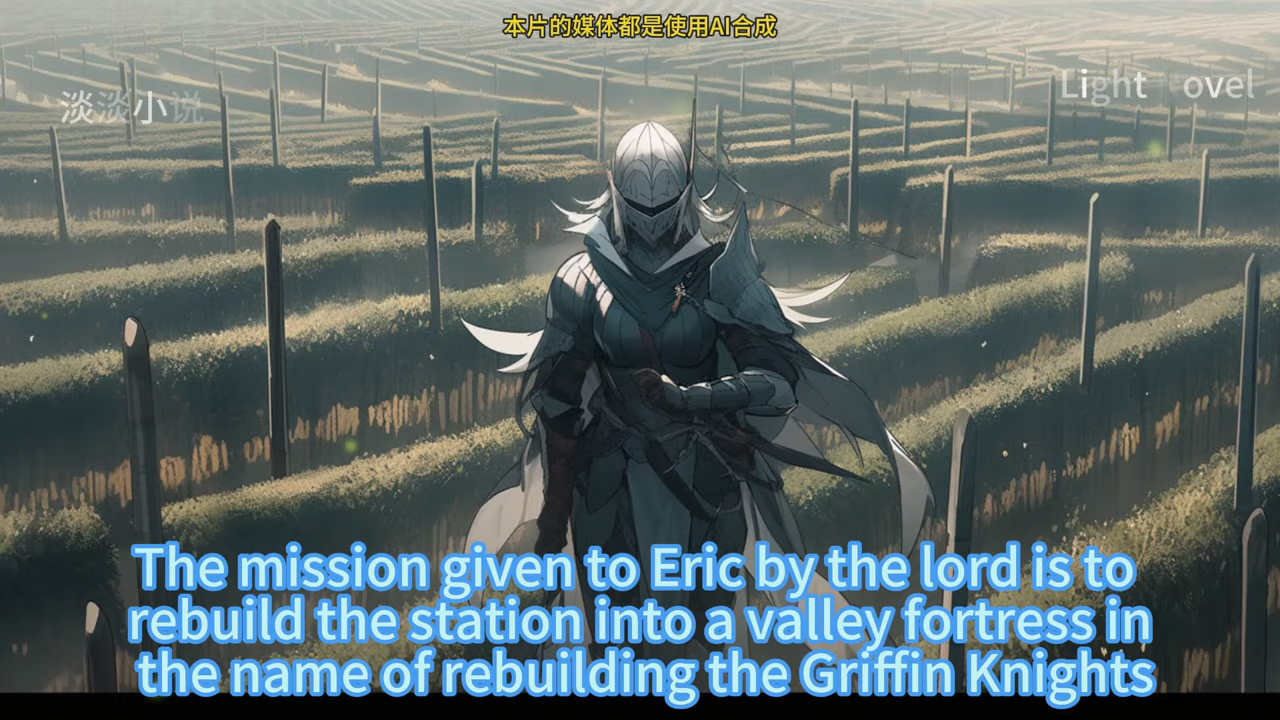 本片的媒体都是使用AI合成
淡淡小说
Light ovel
The mission given to Eric by the lord is to
rebuild the station into a valley fortress in
the name of rebuilding the Griffin Knights